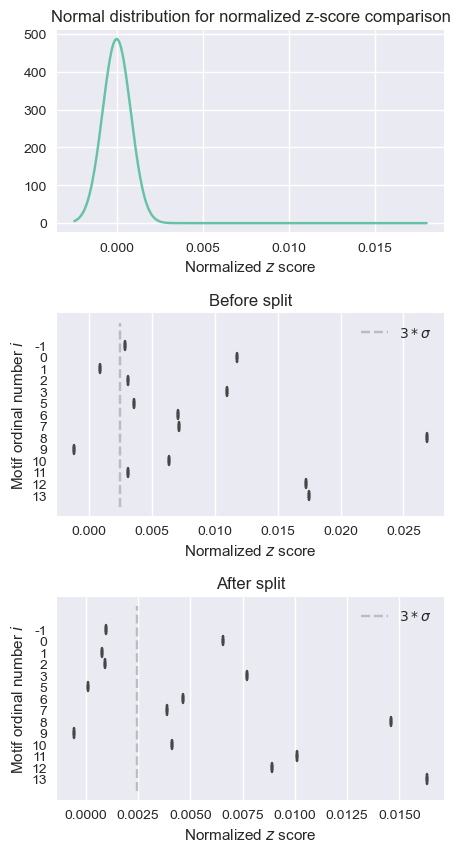 Normal distribution for normalized z-score comparison
500
400
300
200
100
0
0.000 0.005 0.010 0.015
Normalized z score
Before split
3 * σ
Motif ordinal number i
-1
0
1
2
3
5
6
7
8
9
10
11
12
13
0.000 0.005 0.010 0.015 0.020 0.025
Normalized z score
After split
3 * σ
Motif ordinal number i
-1
0
1
2
3
5
6
7
8
9
10
11
12
13
0.0000 0.0025 0.0050 0.0075 0.0100 0.0125 0.0150
Normalized z score